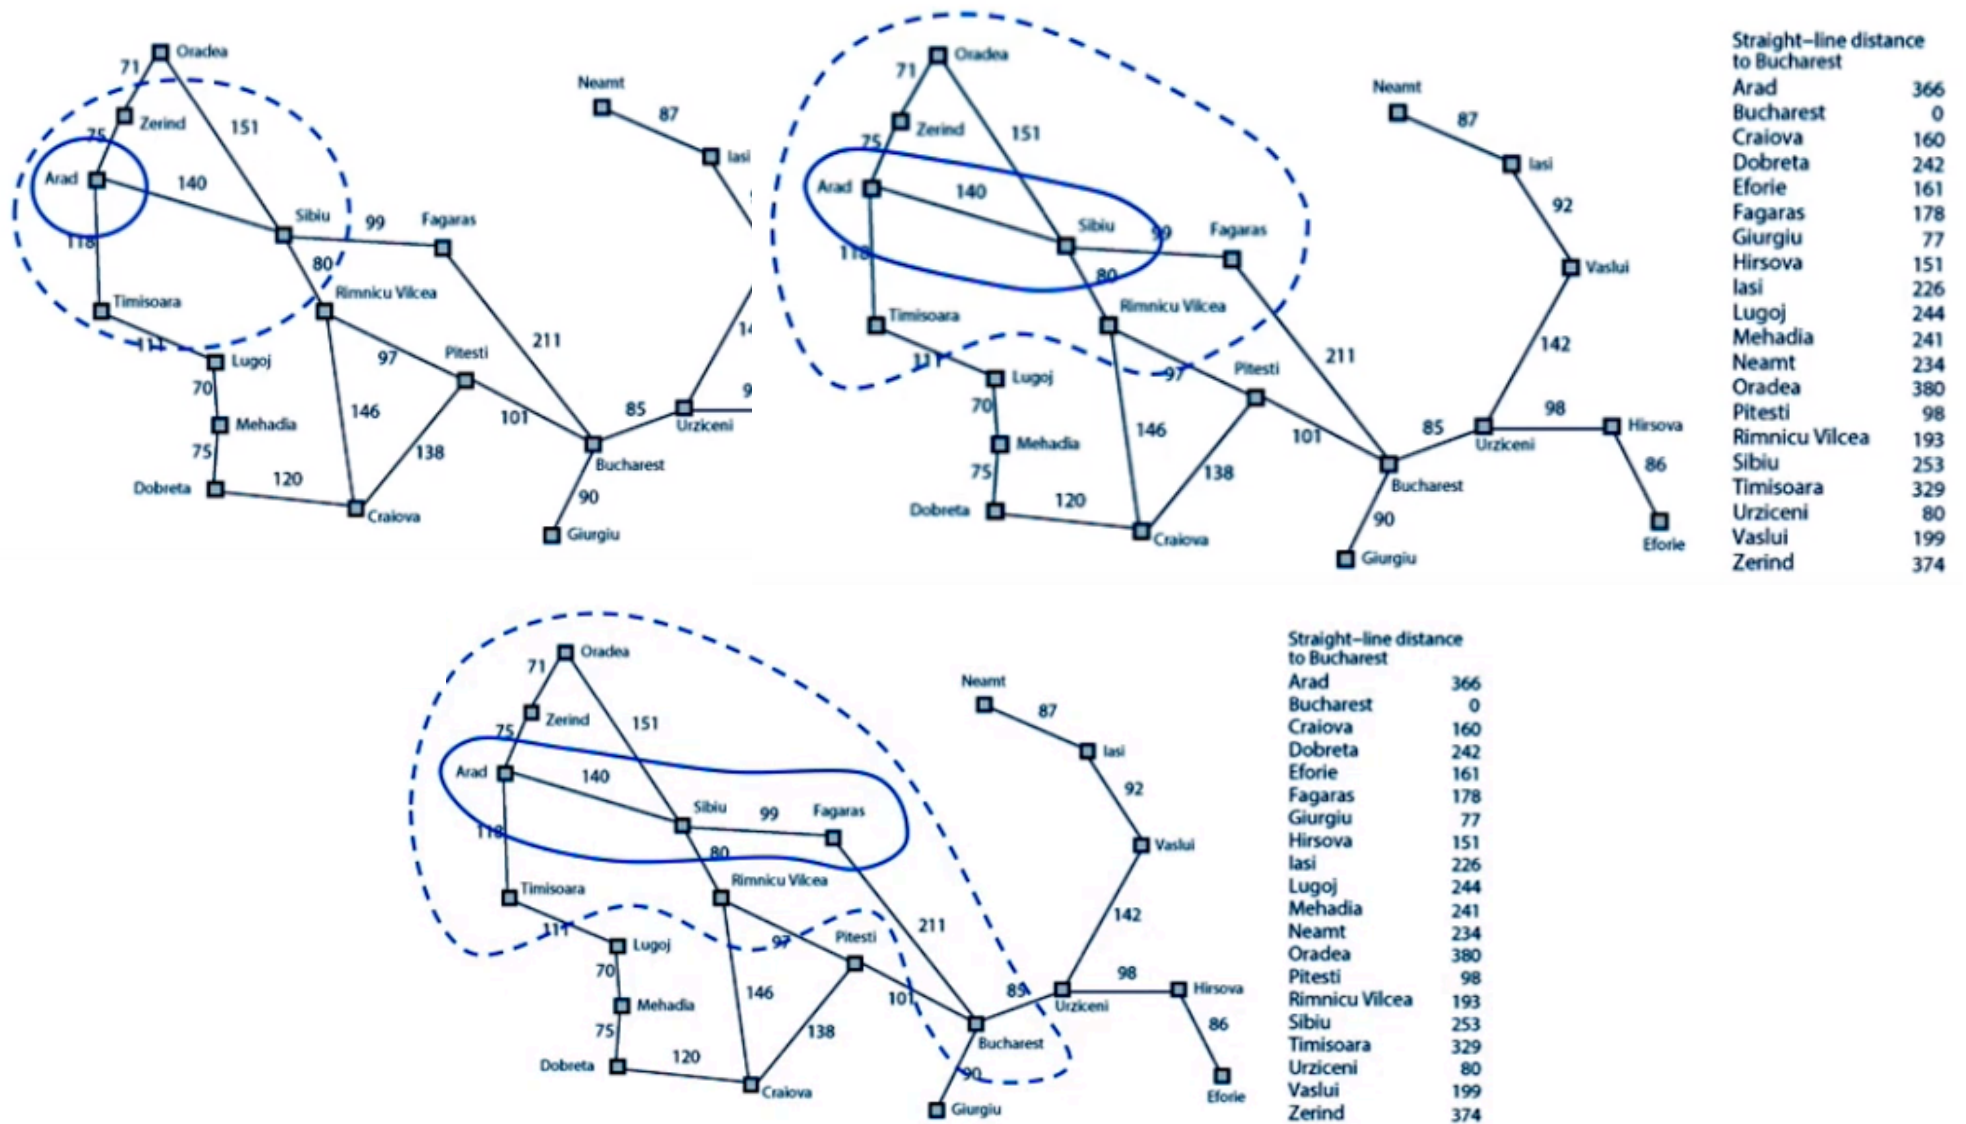 Oradea
71
Zerind
75
151
Arad
140
Sibiu
99
Fagaras
118
80
Timisoara
Rimnicu Vilcea
111
Lugoj
97
Pitesti
211
70
Mehadia
146
101
85
75
138
Urziceni
Dobreta
120
Bucharest
90
Craiova
Giurgiu
Neamt
87
Iasi
14
9
Oradea
71
Zerind
75
151
Arad
140
Sibiu
99
Fagaras
118
80
Timisoara
Rimnicu Vilcea
111
Lugoj
97
Pitesti
211
70
Mehadia
146
101
85
75
138
Dobreta
120
Bucharest
90
Craiova
Giurgiu
Neamt
87
Iasi
92
Vaslui
142
98
Hirsova
Urziceni
86
Eforie
Straight–line distance
to Bucharest
Arad 366
Bucharest 0
Craiova 160
Dobreta 242
Eforie 161
Fagaras 178
Giurgiu 77
Hirsova 151
Iasi 226
Lugoj 244
Mehadia 241
Neamt 234
Oradea 380
Pitesti 98
Rimnicu Vilcea 193
Sibiu 253
Timisoara 329
Urziceni 80
Vaslui 199
Zerind 374
Oradea
71
Zerind
75
151
Arad
140
Sibiu
99
Fagaras
118
80
Timisoara
Rimnicu Vilcea
111
Lugoj
97
Pitesti
211
70
Mehadia
146
101
85
75
138
Dobreta
120
Bucharest
90
Craiova
Giurgiu
Neamt
87
Iasi
92
Vaslui
142
98
Hirsova
Urziceni
86
Eforie
Straight–line distance
to Bucharest
Arad 366
Bucharest 0
Craiova 160
Dobreta 242
Eforie 161
Fagaras 178
Giurgiu 77
Hirsova 151
Iasi 226
Lugoj 244
Mehadia 241
Neamt 234
Oradea 380
Pitesti 98
Rimnicu Vilcea 193
Sibiu 253
Timisoara 329
Urziceni 80
Vaslui 199
Zerind 374